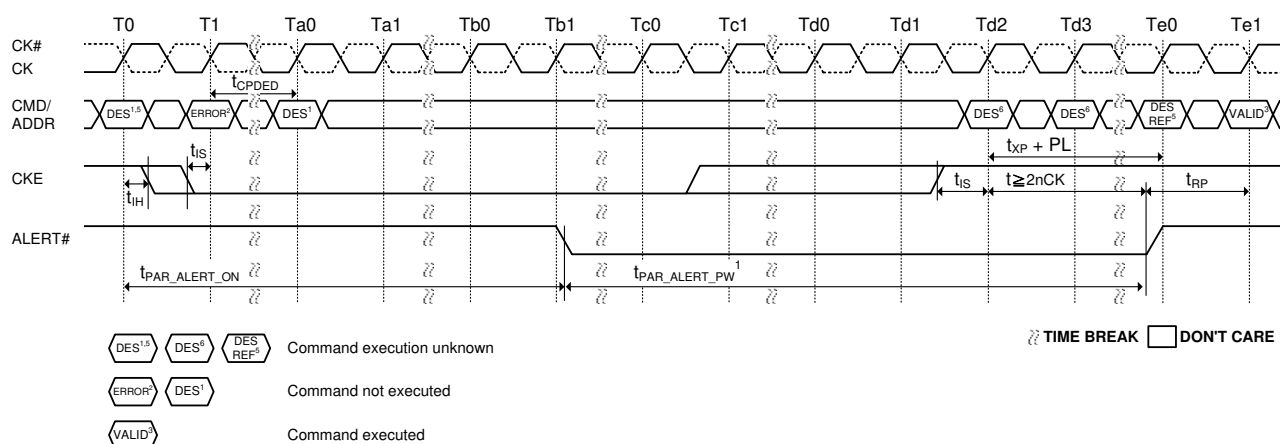 T0 T1 Ta0 Ta1 Tb0 Tb1 Tc0 Tc1 Td0 Td1 Td2 Td3 Te0 Te1
CK#
CK
tCPDED
CMD/
ADDR
DES1,5 ERROR2 DES1 DES6 DES6 DES
REF5 VALID3
tIS
tXP + PL
CKE
tIH
tIS t≧2nCK tRP
ALERT#
tPAR_ALERT_ON tPAR_ALERT_PW1
DES1,5 DES6 DES
REF5 Command execution unknown
TIME BREAK DON'T CARE
ERROR2 DES1 Command not executed
VALID3 Command executed